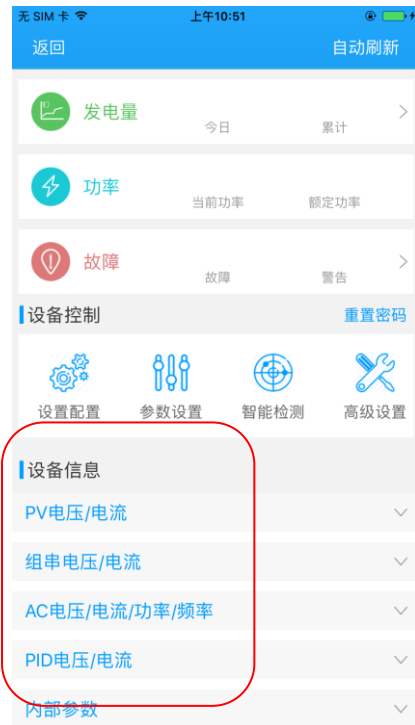 无 SIM 卡 上午10:51
返回 自动刷新
发电量
今日 累计
功率
当前功率 额定功率
故障
故障 警告
设备控制 重置密码
设置配置 参数设置 智能检测 高级设置
设备信息
PV电压/电流
组串电压/电流
AC电压/电流/功率/频率
PID电压/电流
内部参数